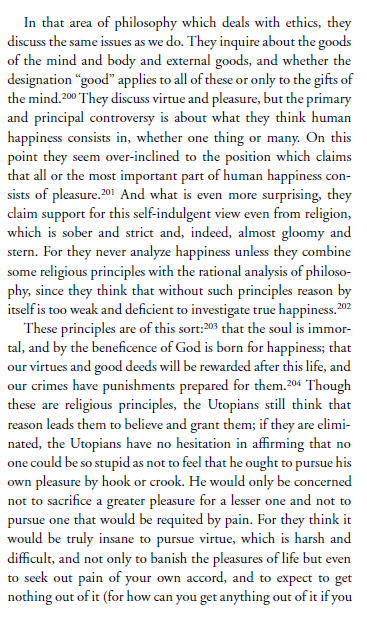 In that area of philosophy which deals with ethics, they
discuss the same issues as we do. They inquire about the goods
of the mind and body and external goods, and whether the
designation “good” applies to all of these or only to the gifts of
the mind.200 They discuss virtue and pleasure, but the primary
and principal controversy is about what they think human
happiness consists in, whether one thing or many. On this
point they seem over-inclined to the position which claims
that all or the most important part of human happiness con-
sists of pleasure.201 And what is even more surprising, they
claim support for this self-indulgent view even from religion,
which is sober and strict and, indeed, almost gloomy and
stern. For they never analyze happiness unless they combine
some religious principles with the rational analysis of philoso-
phy, since they think that without such principles reason by
itself is too weak and deficient to investigate true happiness.202
These principles are of this sort:203 that the soul is immor-
tal, and by the beneficence of God is born for happiness; that
our virtues and good deeds will be rewarded after this life, and
our crimes have punishments prepared for them.204 Though
these are religious principles, the Utopians still think that
reason leads them to believe and grant them; if they are elimi-
nated, the Utopians have no hesitation in affirming that no
one could be so stupid as not to feel that he ought to pursue his
own pleasure by hook or crook. He would only be concerned
not to sacrifice a greater pleasure for a lesser one and not to
pursue one that would be requited by pain. For they think it
would be truly insane to pursue virtue, which is harsh and
difficult, and not only to banish the pleasures of life but even
to seek out pain of your own accord, and to expect to get
nothing out of it (for how can you get anything out of it if you